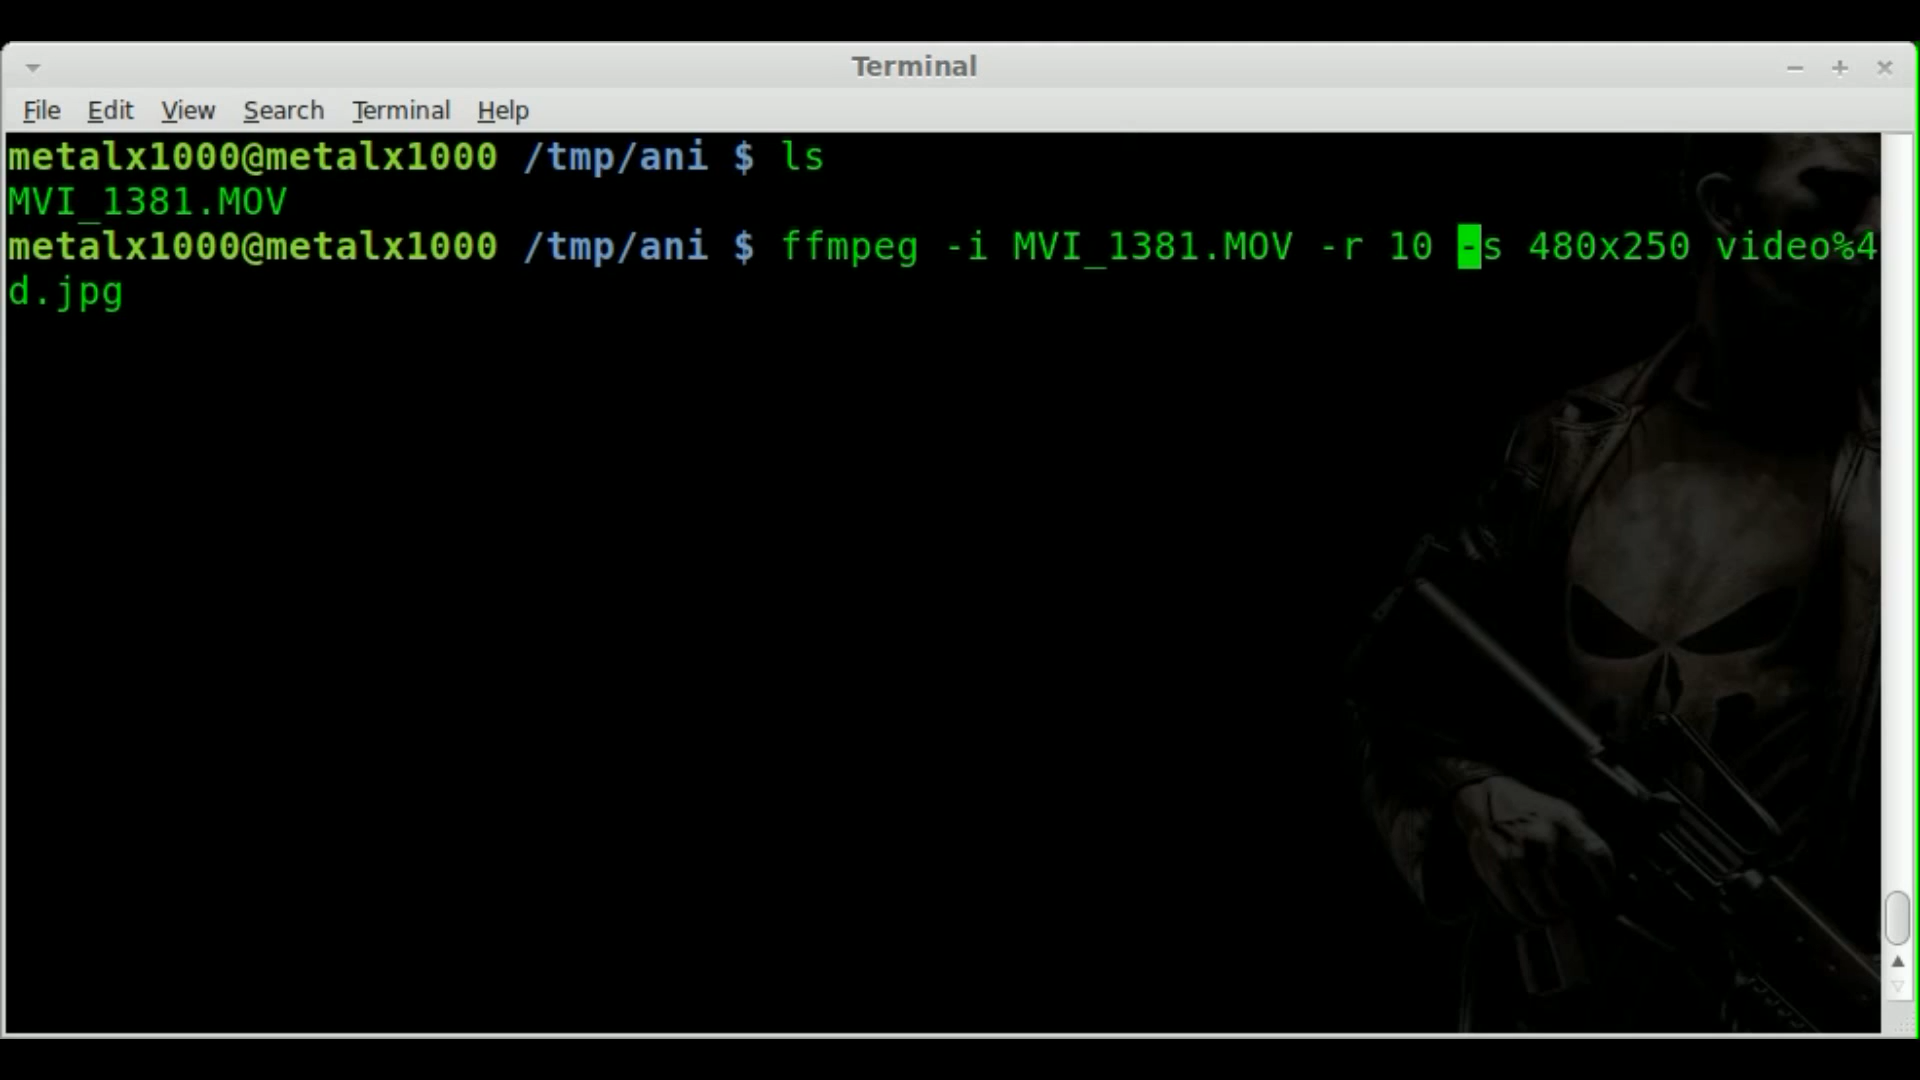 Terminal
File Edit View Search Terminal Help
metalx1000@metalx1000 /tmp/ani $ ls
MVI_1381.MOV
metalx1000@metalx1000 /tmp/ani $ ffmpeg -i MVI_1381.MOV -r 10 -s 480x250 video%4
d.jpg